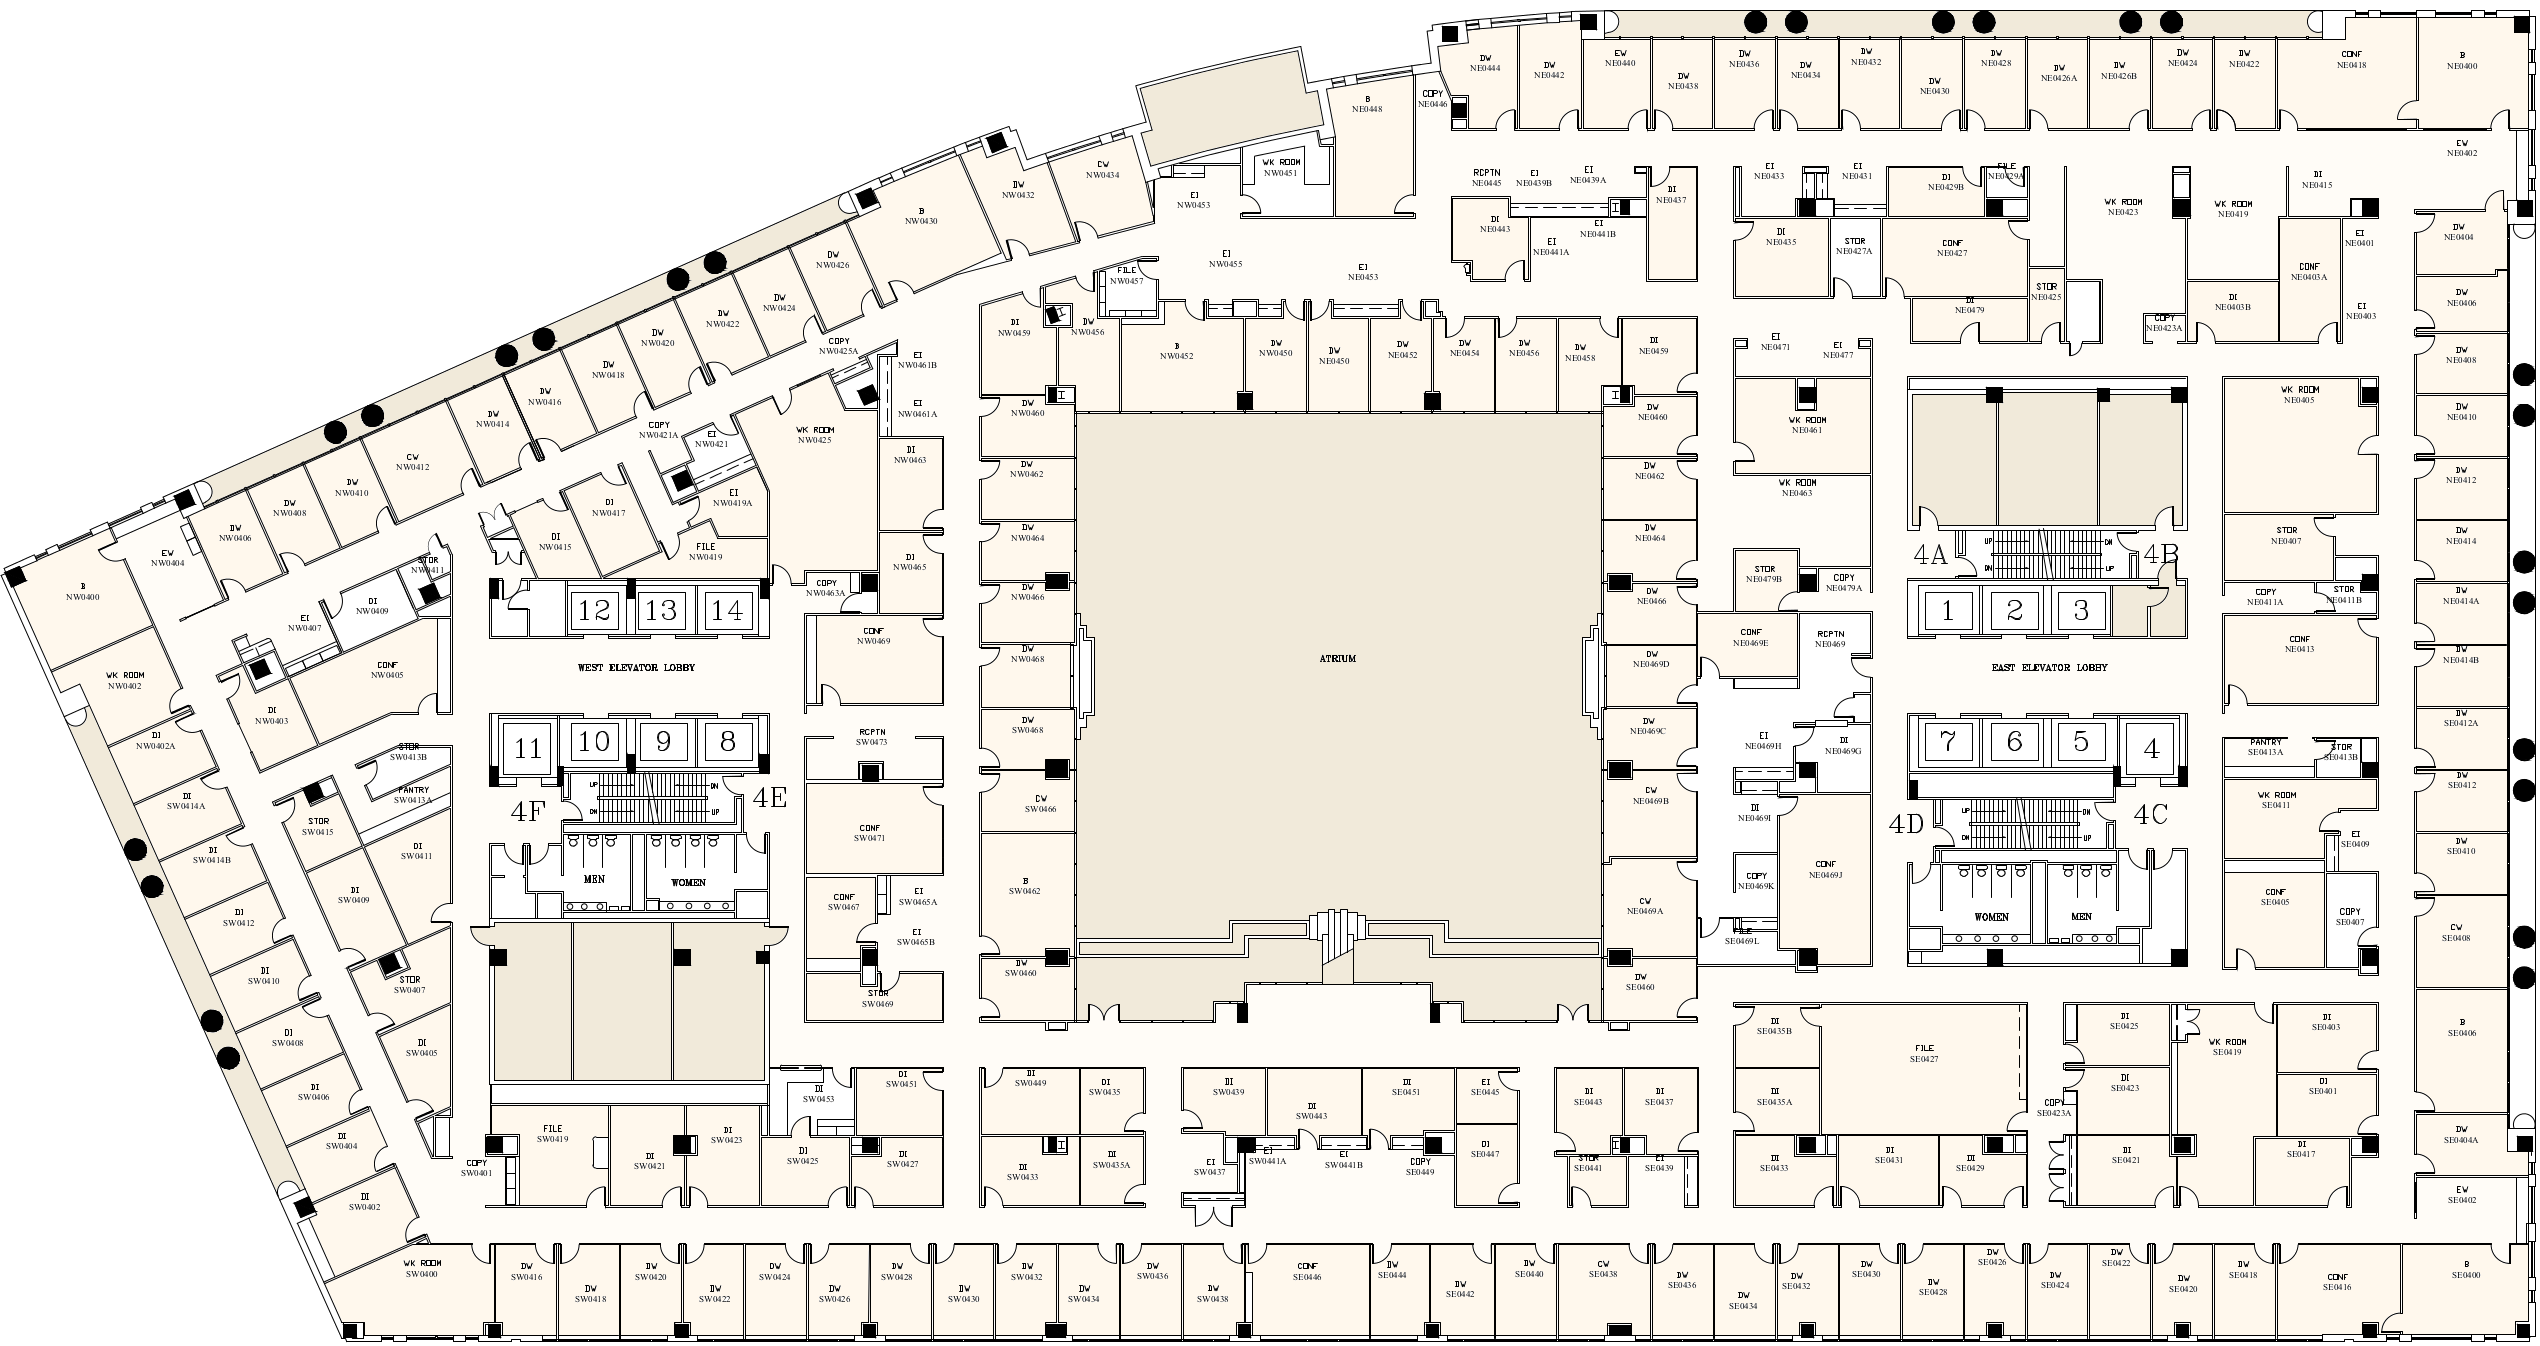 DW
NE0444
DW
NE0442
EW
NE0440
DW
NE0438
DW
NE0436
DW
NE0434
DW
NE0432
DW
NE0430
DW
NE0428
DW
NE0426A
DW
NE0426B
DW
NE0424
DW
NE0422
CONF
NE0418
B
NE0400
B
NE0448
COPY
NE0446
EW
NE0402
WK ROOM
NW0451
RCPTN
NE0445
EI
NE0439B
EI
NE0439A
DI
NE0437
EI
NE0433
EI
NE0431
DI
NE0429B
FILE
NE0429A
WK ROOM
NE0423
WK ROOM
NE0419
DI
NE0415
CW
NW0434
DW
NW0432
B
NW0430
EI
NW0453
DI
NE0443
EI
NE0441A
EI
NE0441B
DI
NE0435
STOR
NE0427A
CONF
NE0427
EI
NE0401
DW
NE0404
DW
NW0426
EI
NW0455
EI
NE0453
FILE
NW0457
STOR
NE0425
DI
NE0479
CONF
NE0403A
DI
NE0403B
EI
NE0403
COPY
NE0423A
DW
NE0406
DW
NW0424
DW
NW0422
DW
NW0420
DW
NW0418
DW
NW0416
DW
NW0414
CW
NW0412
DW
NW0410
DW
NW0408
DW
NW0406
EW
NW0404
B
NW0400
COPY
NW0425A
EI
NW0461B
EI
NW0461A
DI
NW0459
DW
NW0456
B
NW0452
DW
NW0450
DW
NE0450
DW
NE0452
DW
NE0454
DW
NE0456
DW
NE0458
DI
NE0459
EI
NE0471
EI
NE0477
DW
NE0408
WK ROOM
NE0405
DW
NE0410
COPY
NW0421A
EI
NW0421
WK ROOM
NW0425
DI
NW0463
DW
NW0460
DW
NW0462
DW
NW0464
DW
NW0466
DW
NW0468
DW
SW0468
DW
NE0460
DW
NE0462
DW
NE0464
DW
NE0466
DW
NE0469D
DW
NE0469C
WK ROOM
NE0461
WK ROOM
NE0463
DW
NE0412
DW
NE0414
DI
NW0417
EI
NW0419A
DI
NW0415
FILE
NW0419
DI
NW0465
COPY
NW0463A
STOR
NE0479B
COPY
NE0479A
4A
4B
UP
DN
DN
UP
STOR
NE0407
COPY
NE0411A
STOR
NE0411B
DW
NE0414A
STOR
NW0411
DI
NW0409
EI
NW0407
CONF
NW0405
12
13
14
CONF
NW0469
CONF
NE0469E
RCPTN
NE0469
1
2
3
CONF
NE0413
DW
NE0414B
WEST ELEVATOR LOBBY
ATRIUM
EAST ELEVATOR LOBBY
WK ROOM
NW0402
DI
NW0403
DI
NW0402A
STOR
SW0413B
PANTRY
SW0413A
11
10
9
8
RCPTN
SW0473
EI
NE0469H
DI
NE0469G
7
6
5
4
PANTRY
SE0413A
STOR
SE0413B
DW
SE0412A
DW
SE0412
DI
SW0414A
STOR
SW0415
4F
4E
UP
DN
DN
UP
CW
SW0466
CW
NE0469B
DI
NE0469I
4D
4C
UP
DN
DN
UP
WK ROOM
SE0411
EI
SE0409
DW
SE0410
DI
SW0414B
DI
SW0411
DI
SW0409
CONF
SW0471
MEN
WOMEN
B
SW0462
CONF
NE0469J
COPY
NE0469K
CONF
SE0405
COPY
SE0407
DI
SW0412
CONF
SW0467
EI
SW0465A
EI
SW0465B
CW
NE0469A
WOMEN
MEN
FILE
SE0469L
CW
SE0408
DI
SW0410
STOR
SW0407
STOR
SW0469
DW
SW0460
DW
SE0460
DI
SW0408
DI
SW0405
DI
SE0435B
FILE
SE0427
DI
SE0425
WK ROOM
SE0419
DI
SE0403
B
SE0406
DI
SW0406
DI
SW0453
DI
SW0451
DI
SW0449
DI
SW0435
DI
SW0439
DI
SW0443
DI
SW0451
EI
SE0445
DI
SE0443
DI
SE0437
DI
SE0435A
DI
SE0423
COPY
SE0423A
DI
SE0401
DI
SW0404
FILE
SW0419
DI
SW0423
DI
SW0421
DI
SW0425
DI
SW0427
DI
SW0433
DI
SW0435A
EI
SW0437
EI
SW0441A
EI
SW0441B
COPY
SW0449
DI
SE0447
STOR
SE0441
EI
SE0439
DI
SE0433
DI
SE0431
DI
SE0429
DI
SE0421
DI
SE0417
DW
SE0404A
COPY
SW0401
DI
SW0402
EW
SE0402
WK ROOM
SW0400
DW
SW0416
DW
SW0418
DW
SW0420
DW
SW0422
DW
SW0424
DW
SW0426
DW
SW0428
DW
SW0430
DW
SW0432
DW
SW0434
DW
SW0436
DW
SW0438
CONF
SE0446
DW
SE0444
DW
SE0442
DW
SE0440
CW
SE0438
DW
SE0436
DW
SE0434
DW
SE0432
DW
SE0430
DW
SE0428
DW
SE0426
DW
SE0424
DW
SE0422
DW
SE0420
DW
SE0418
CONF
SE0416
B
SE0400